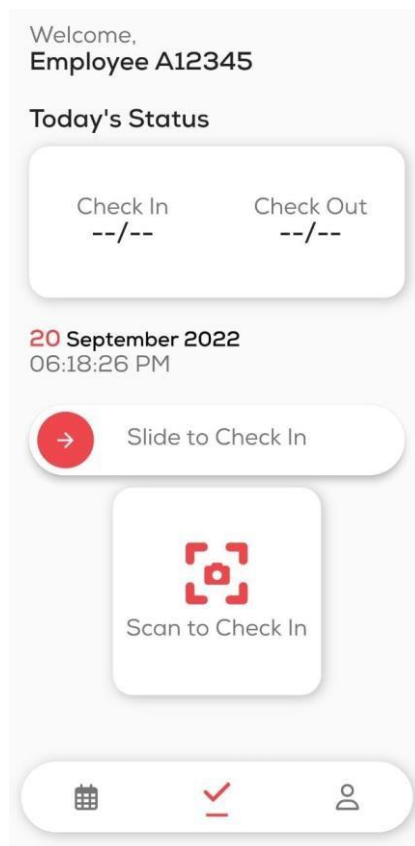 Welcome,
Employee A12345
Today's Status
Check In Check Out
--/-- --/--
20 September 2022
06:18:26 PM
Slide to Check In
Scan to Check In